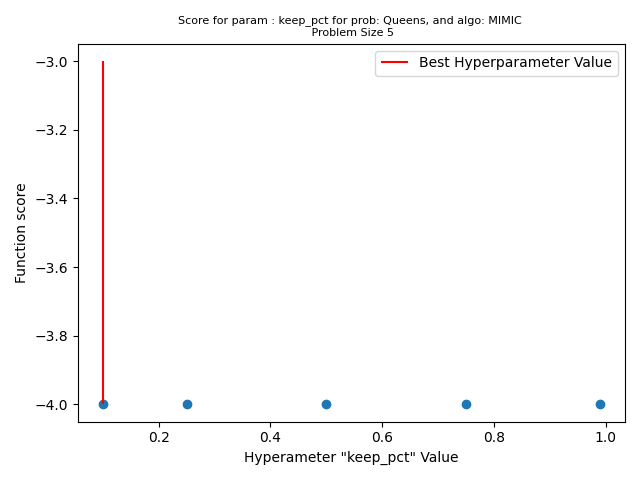 Score for param : keep_pct for prob: Queens, and algo: MIMIC
Problem Size 5
Best Hyperparameter Value
Function score
−3.0
−3.2
−3.4
−3.6
−3.8
−4.0
0.2 0.4 0.6 0.8 1.0
Hyperameter "keep_pct" Value